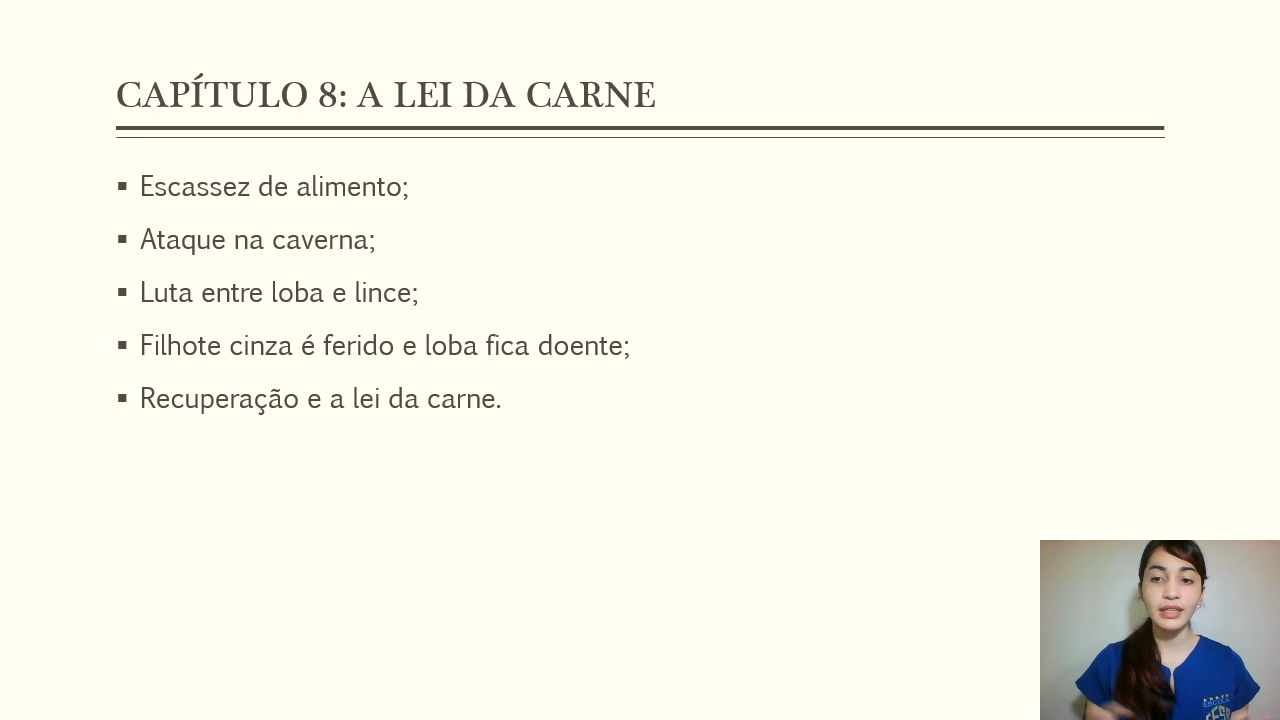 CAPÍTULO 8: A LEI DA CARNE
▪ Escassez de alimento;
▪ Ataque na caverna;
▪ Luta entre loba e lince;
▪ Filhote cinza é ferido e loba fica doente;
▪ Recuperação e a lei da carne.
ESCOLA